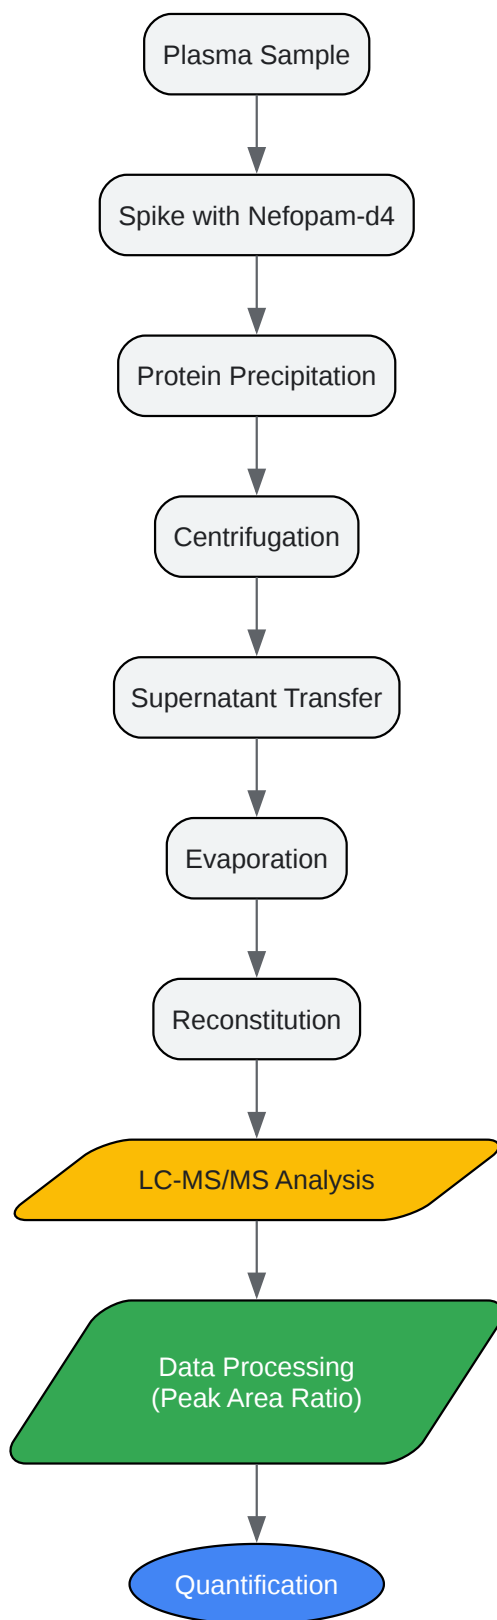 Plasma Sample
Spike with Nefopam-d4
Protein Precipitation
Centrifugation
Supernatant Transfer
Evaporation
Reconstitution
LC-MS/MS Analysis
Data Processing
(Peak Area Ratio)
Quantification